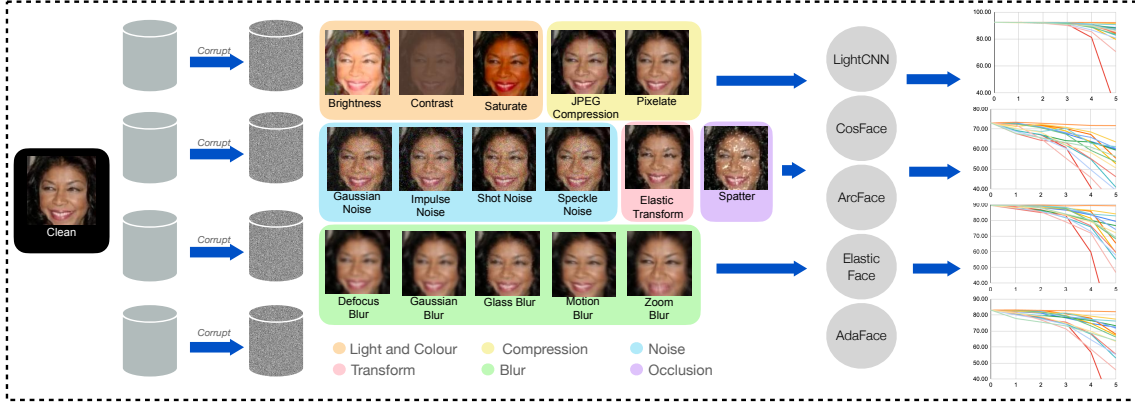 Clean
Corrupt
Corrupt
Corrupt
Corrupt
Brightness
Contrast
Saturate
JPEG
Compression
Pixelate
Gaussian
Noise
Impulse
Noise
Shot Noise
Speckle
Noise
Elastic
Transform
Spatter
Defocus
Blur
Gaussian
Blur
Glass Blur
Motion
Blur
Zoom
Blur
Light and Colour
Compression
Noise
Transform
Blur
Occlusion
LightCNN
CosFace
ArcFace
Elastic
Face
AdaFace
100.00
80.00
60.00
40.00
0 1 2 3 4 5
80.00
70.00
60.00
50.00
40.00
0 1 2 3 4 5
90.00
80.00
70.00
60.00
50.00
40.00
0 1 2 3 4 5
90.00
80.00
70.00
60.00
50.00
40.00
0 1 2 3 4 5